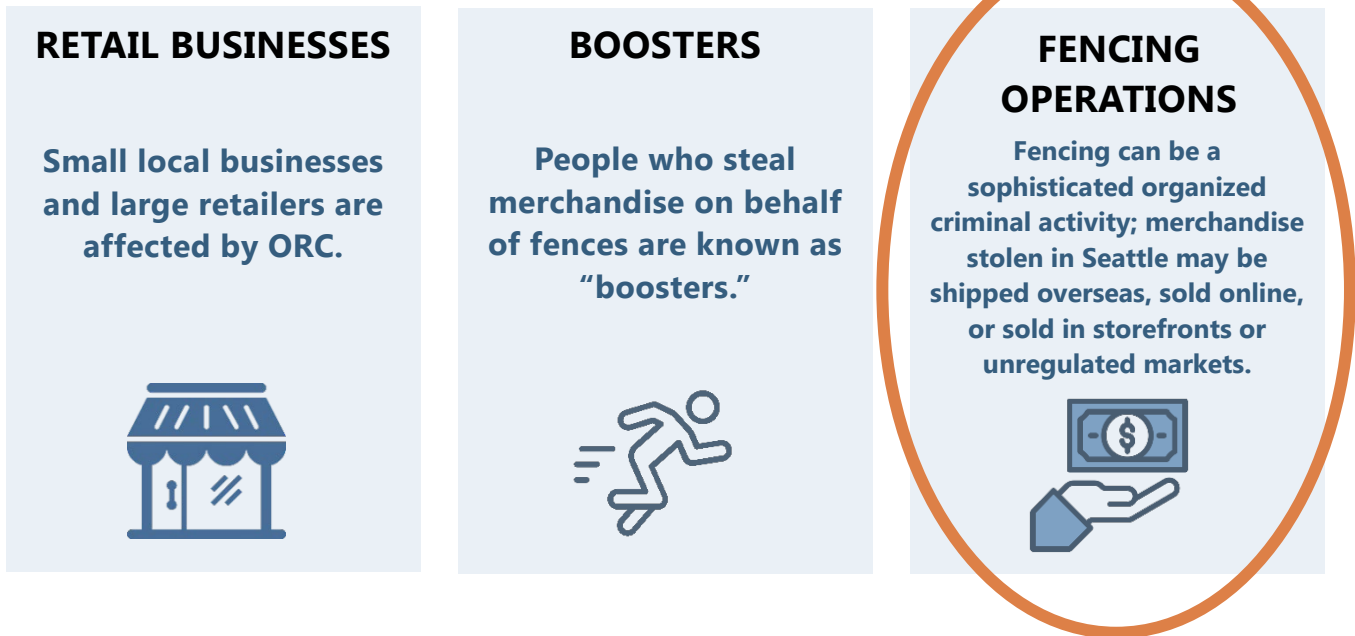 RETAIL BUSINESSES
Small local businesses
and large retailers are
affected by ORC.
BOOSTERS
People who steal
merchandise on behalf
of fences are known as
“boosters.”
FENCING
OPERATIONS
Fencing can be a
sophisticated organized
criminal activity; merchandise
stolen in Seattle may be
shipped overseas, sold online,
or sold in storefronts or
unregulated markets.
$